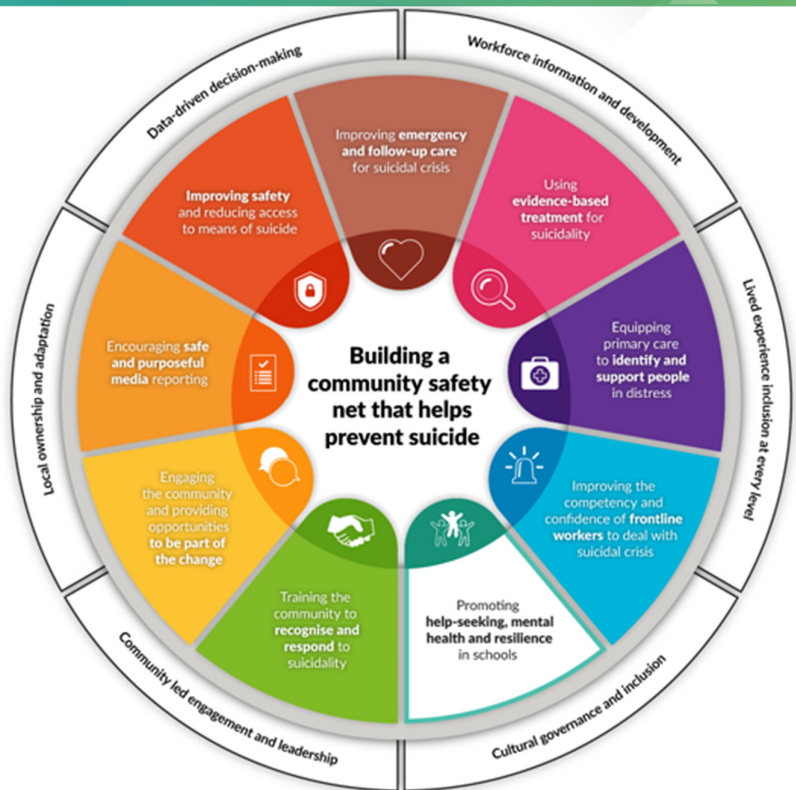 Data-driven decision-making
Workforce information and development
Lived experience inclusion at every level
Cultural governance and inclusion
Community led engagement and leadership
Local ownership and adaptation
Improving emergency
and follow-up care
for suicidal crisis
Using
evidence-based
treatment for
suicidality
Equipping
primary care
to identify and
support people
in distress
Improving the
competency and
confidence of frontline
workers to deal with
suicidal crisis
Promoting
help-seeking, mental
health and resilience
in schools
Training the
community to
recognise and
respond to
suicidality
Engaging
the community
and providing
opportunities
to be part of
the change
Encouraging safe
and purposeful
media reporting
Improving safety
and reducing access
to means of suicide
Building a
community safety
net that helps
prevent suicide